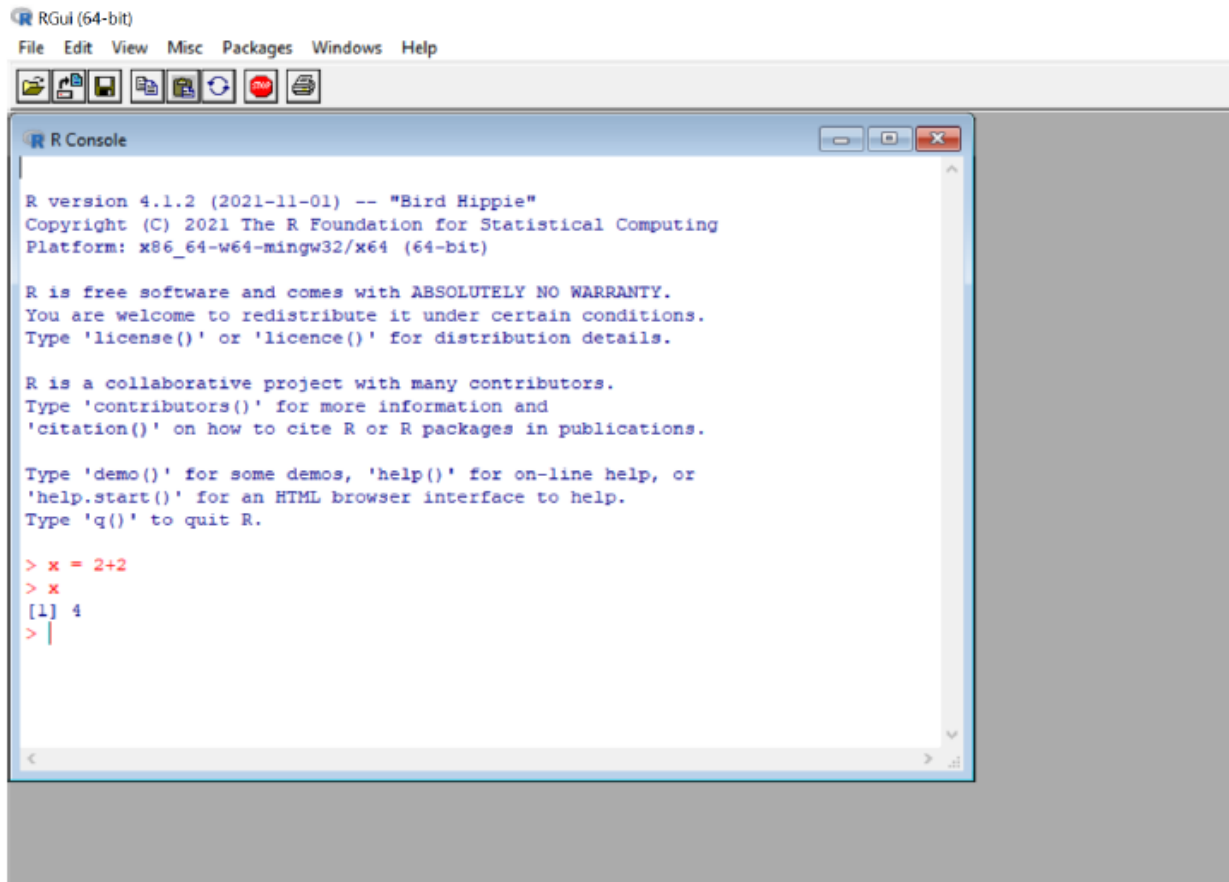 RGui (64-bit)
File Edit View Misc Packages Windows Help
STOP
R Console
R version 4.1.2 (2021-11-01) -- "Bird Hippie"
Copyright (C) 2021 The R Foundation for Statistical Computing
Platform: x86_64-w64-mingw32/x64 (64-bit)
R is free software and comes with ABSOLUTELY NO WARRANTY.
You are welcome to redistribute it under certain conditions.
Type 'license()' or 'licence()' for distribution details.
R is a collaborative project with many contributors.
Type 'contributors()' for more information and
'citation()' on how to cite R or R packages in publications.
Type 'demo()' for some demos, 'help()' for on-line help, or
'help.start()' for an HTML browser interface to help.
Type 'q()' to quit R.
> x = 2+2
> x
[1] 4
>